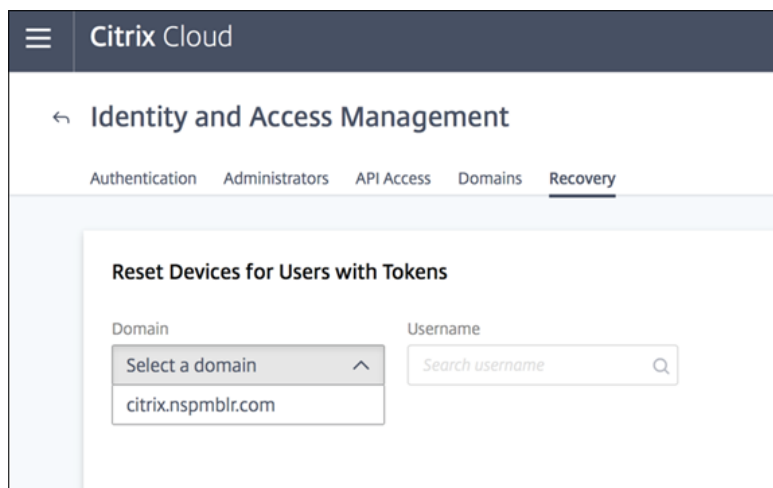 Citrix Cloud
Identity and Access Management
Authentication Administrators API Access Domains Recovery
Reset Devices for Users with Tokens
Domain Username
Select a domain Search username
citrix.nspmblr.com